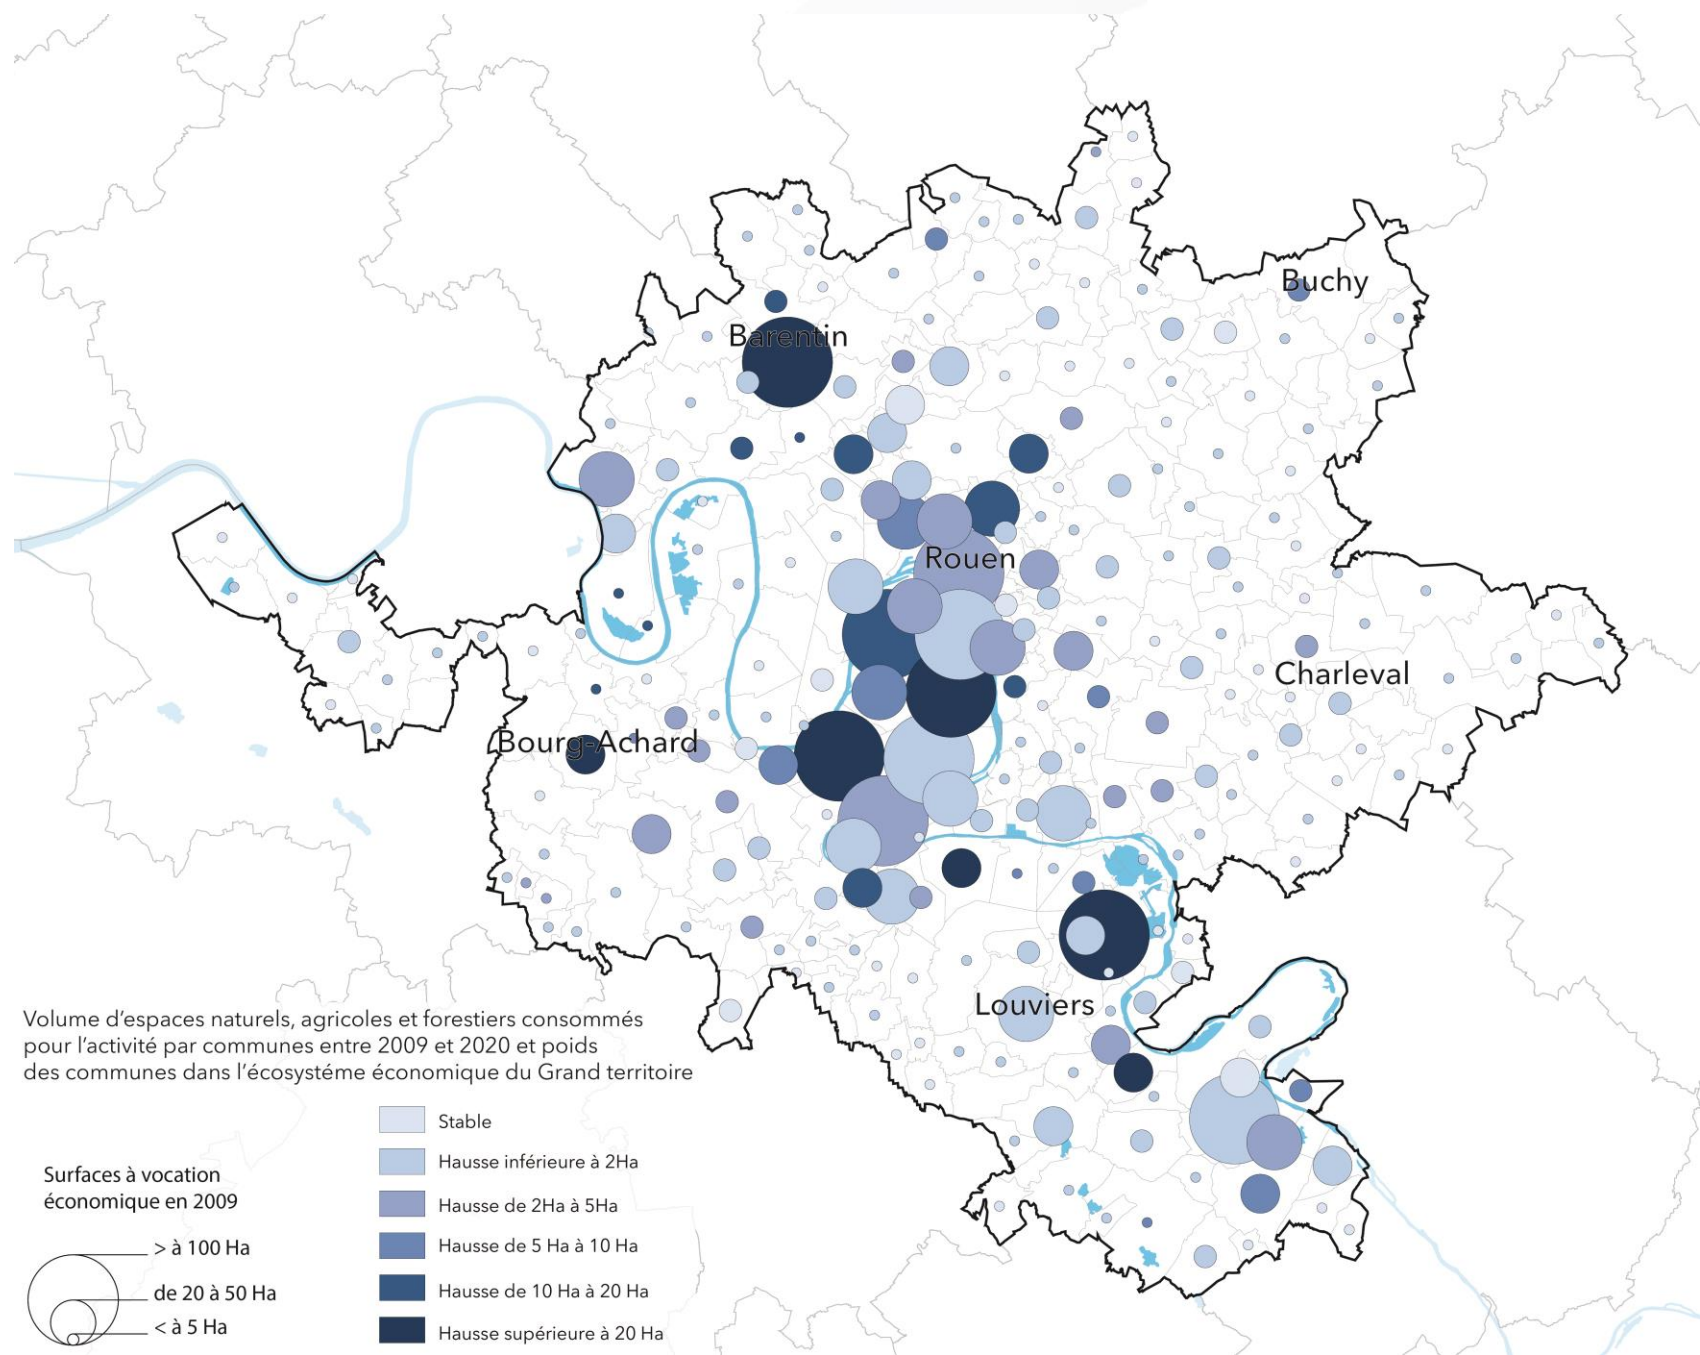 Buchy
Barentin
Rouen
Charleval
Bourg-Achard
Louviers
Volume d'espaces naturels, agricoles et forestiers consommés
pour l'activité par communes entre 2009 et 2020 et poids
des communes dans l'écosystéme économique du Grand territoire
Surfaces à vocation
économique en 2009
> à 100 Ha
de 20 à 50 Ha
< à 5 Ha
Stable
Hausse inférieure à 2Ha
Hausse de 2Ha à 5Ha
Hausse de 5 Ha à 10 Ha
Hausse de 10 Ha à 20 Ha
Hausse supérieure à 20 Ha